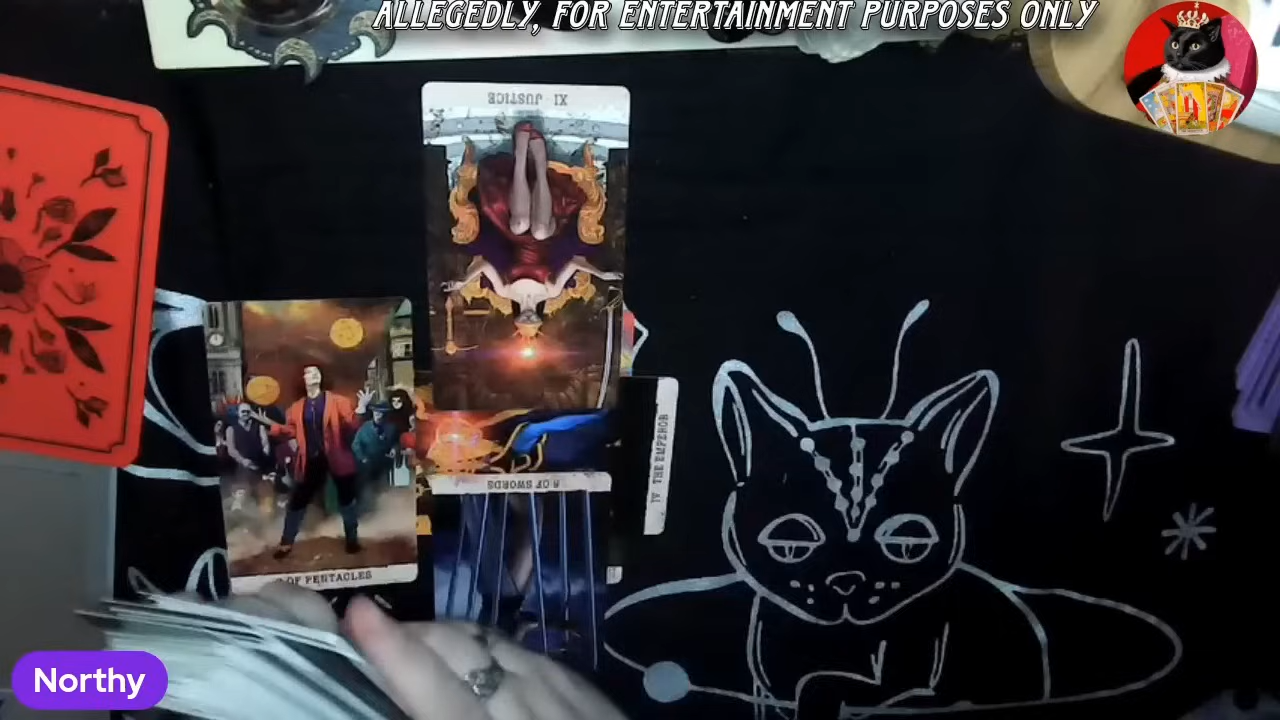 ALLEGEDLY, FOR ENTERTAINMENT PURPOSES ONLY
XI · JUSTICE
IV THE EMPEROR
8 OF SWORDS
OF PENTACLES
Northy